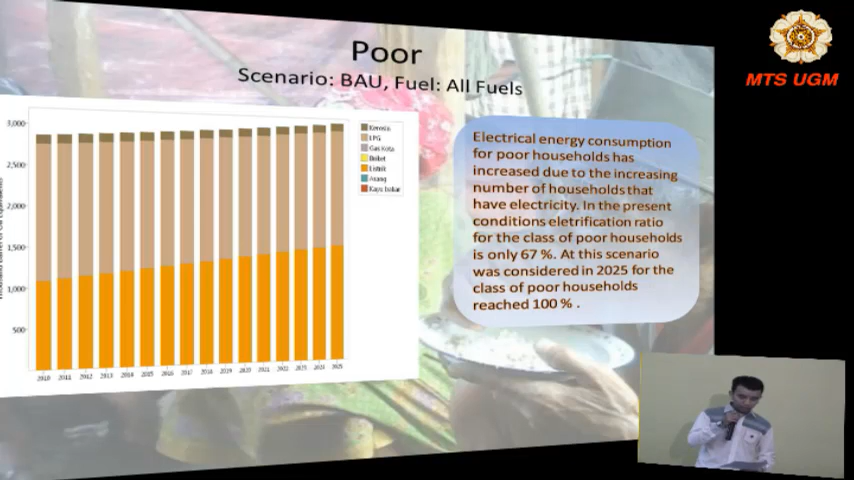 Poor
Scenario: BAU, Fuel: All Fuels
MTS UGM
3,000
2,500
2,000
1,500
1,000
500
2010 2011 2012 2013 2014 2015 2016 2017 2018 2019 2020 2021 2022 2023 2024 2025
LPG
Gas Kota
Briket
Listrik
Arang
Kayu bakar
Electrical energy consumption
for poor households has
increased due to the increasing
number of households that
have electricity. In the present
conditions eletrification ratio
for the class of poor households
is only 67 %. At this scenario
was considered in 2025 for the
class of poor households
reached 100 % .